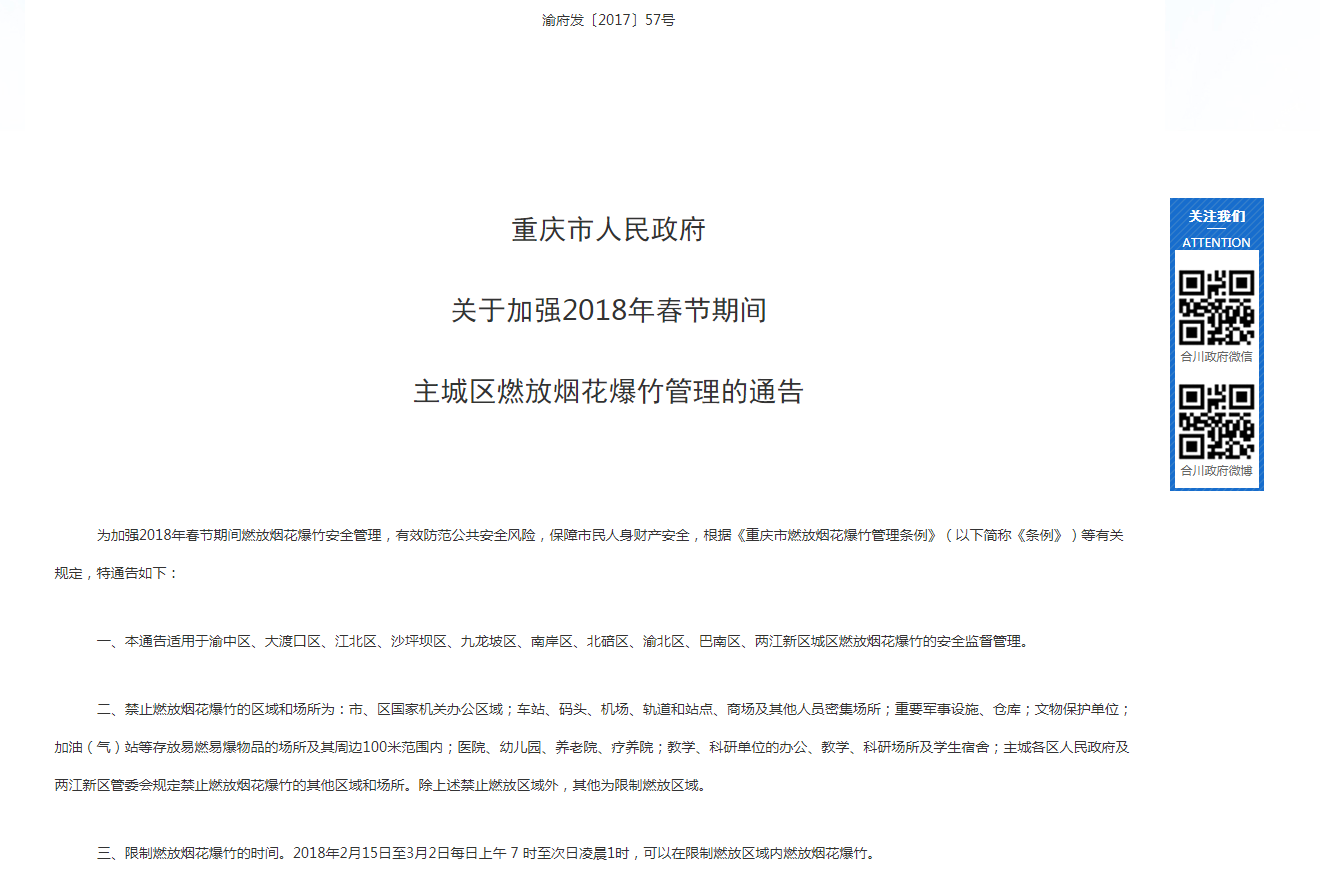 渝府发〔2017〕57号
重庆市人民政府
关于加强2018年春节期间
主城区燃放烟花爆竹管理的通告
关注我们
ATTENTION
合川政府微信
合川政府微博
为加强2018年春节期间燃放烟花爆竹安全管理，有效防范公共安全风险，保障市民人身财产安全，根据《重庆市燃放烟花爆竹管理条例》（以下简称《条例》）等有关
规定，特通告如下：
一、本通告适用于渝中区、大渡口区、江北区、沙坪坝区、九龙坡区、南岸区、北碚区、渝北区、巴南区、两江新区城区燃放烟花爆竹的安全监督管理。
二、禁止燃放烟花爆竹的区域和场所为：市、区国家机关办公区域；车站、码头、机场、轨道和站点、商场及其他人员密集场所；重要军事设施、仓库；文物保护单位；
加油（气）站等存放易燃易爆物品的场所及其周边100米范围内；医院、幼儿园、养老院、疗养院；教学、科研单位的办公、教学、科研场所及学生宿舍；主城各区人民政府及
两江新区管委会规定禁止燃放烟花爆竹的其他区域和场所。除上述禁止燃放区域外，其他为限制燃放区域。
三、限制燃放烟花爆竹的时间。2018年2月15日至3月2日每日上午 7 时至次日凌晨1时，可以在限制燃放区域内燃放烟花爆竹。